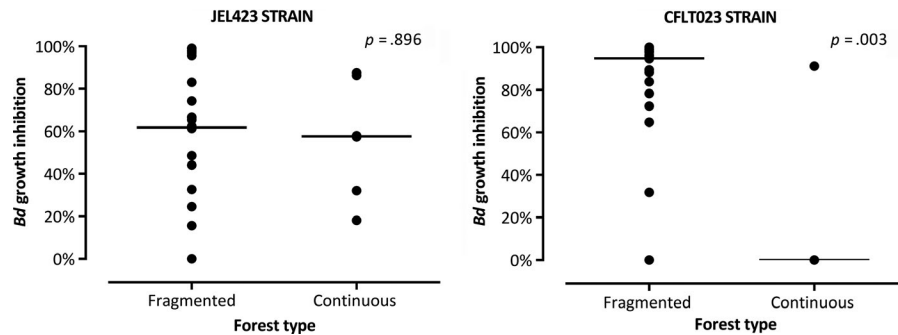 JEL423 STRAIN
p = .896
Bd growth inhibition
100%
80%
60%
40%
20%
0%
Fragmented
Continuous
Forest type
CFLT023 STRAIN
p = .003
Bd growth inhibition
100%
80%
60%
40%
20%
0%
Fragmented
Continuous
Forest type